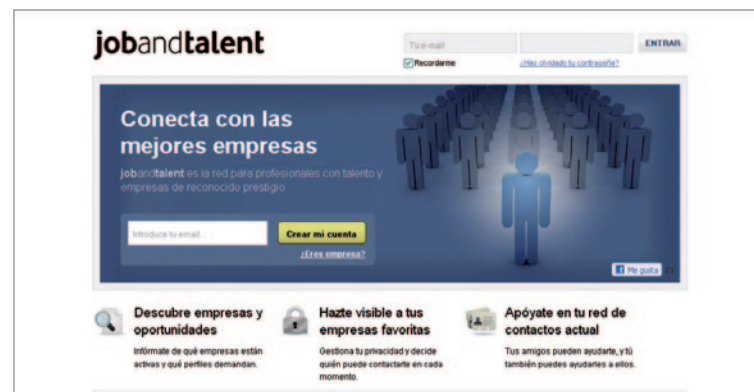 jobandtalent
Tu e-mail
ENTRAR
Recordarme
¿Has olvidado tu contraseña?
Conecta con las
mejores empresas
jobandtalent es la red para profesionales con talento y
empresas de reconocido prestigio
Introduce tu email...
Crear mi cuenta
¿Eres empresa?
Me gusta
Descubre empresas y
oportunidades
Infórmate de qué empresas están
activas y qué perfiles demandan.
Hazte visible a tus
empresas favoritas
Gestiona tu privacidad y decide
quién puede contactarte en cada
momento.
Apóyate en tu red de
contactos actual
Tus amigos pueden ayudarte, y tú
también puedes ayudarles a ellos.